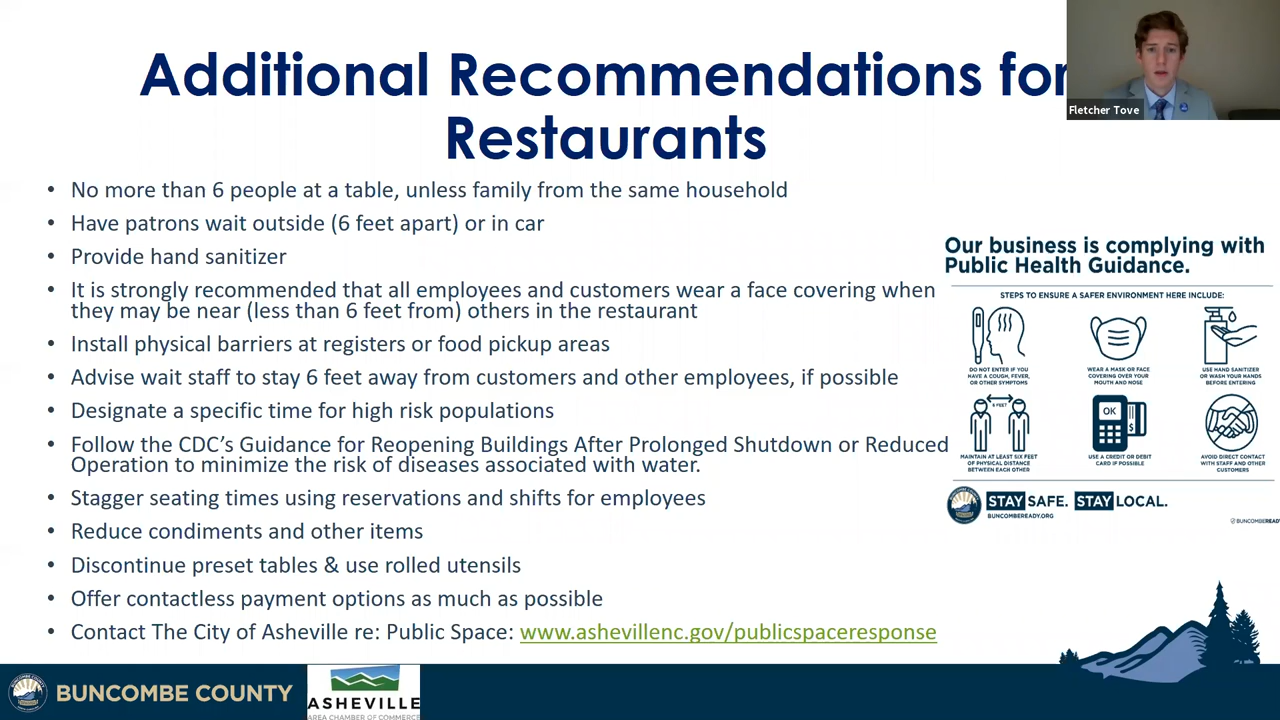 Additional Recommendations for
Restaurants
Fletcher Tove
• No more than 6 people at a table, unless family from the same household
• Have patrons wait outside (6 feet apart) or in car
• Provide hand sanitizer
• It is strongly recommended that all employees and customers wear a face covering when
they may be near (less than 6 feet from) others in the restaurant
• Install physical barriers at registers or food pickup areas
• Advise wait staff to stay 6 feet away from customers and other employees, if possible
• Designate a specific time for high risk populations
• Follow the CDC's Guidance for Reopening Buildings After Prolonged Shutdown or Reduced
Operation to minimize the risk of diseases associated with water.
• Stagger seating times using reservations and shifts for employees
• Reduce condiments and other items
• Discontinue preset tables & use rolled utensils
• Offer contactless payment options as much as possible
• Contact The City of Asheville re: Public Space: www.ashevillenc.gov/publicspaceresponse
Our business is complying with
Public Health Guidance.
STEPS TO ENSURE A SAFER ENVIRONMENT HERE INCLUDE:
DO NOT ENTER IF YOU
HAVE A COUGH, FEVER,
OR OTHER SYMPTOMS
WEAR A MASK OR FACE
COVERING OVER YOUR
MOUTH AND NOSE
USE HAND SANITIZER
OR WASH YOUR HANDS
BEFORE ENTERING
6 FEET
MAINTAIN AT LEAST SIX FEET
OF PHYSICAL DISTANCE
BETWEEN EACH OTHER
OK
$
USE A CREDIT OR DEBIT
CARD IF POSSIBLE
AVOID DIRECT CONTACT
WITH STAFF AND OTHER
CUSTOMERS
STAY SAFE. STAY LOCAL.
BUNCOMBEREADY.ORG
BUNCOMBEREADY
BUNCOMBE COUNTY
ASHEVILLE
AREA CHAMBER OF COMMERCE